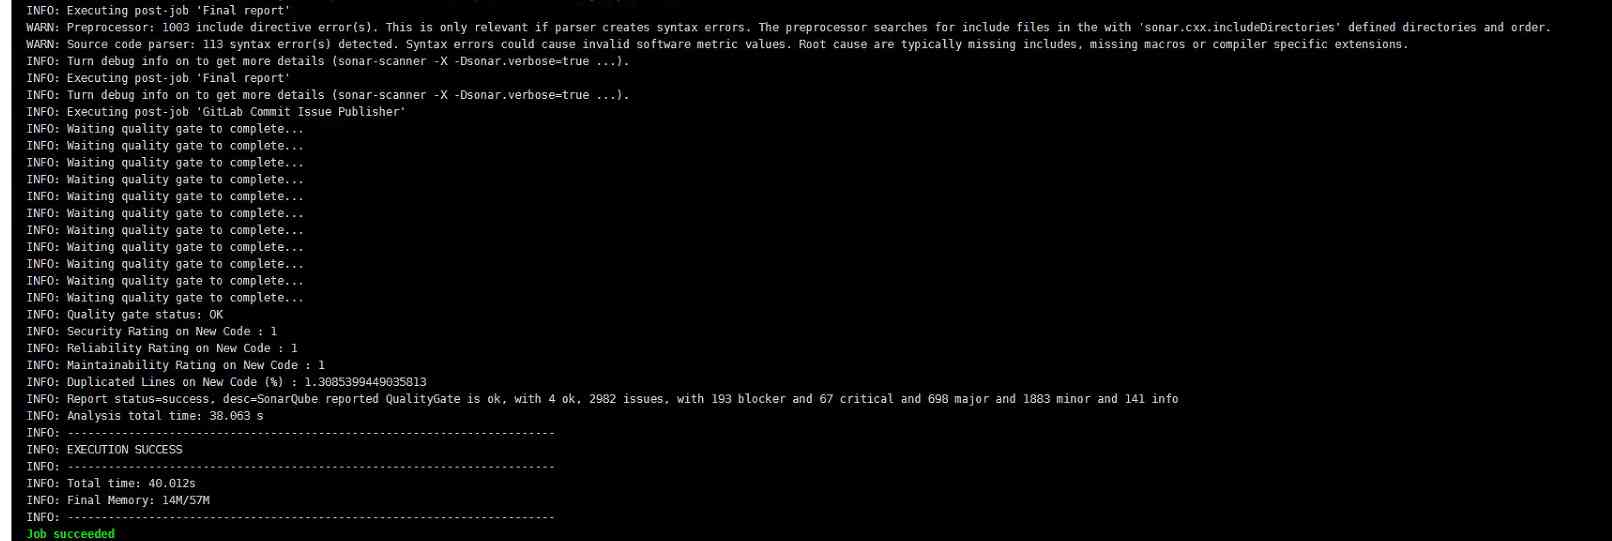 INFO: Executing post-job 'Final report'
WARN: Preprocessor: 1003 include directive error(s). This is only relevant if parser creates syntax errors. The preprocessor searches for include files in the with 'sonar.cxx.includeDirectories' defined directories and order.
WARN: Source code parser: 113 syntax error(s) detected. Syntax errors could cause invalid software metric values. Root cause are typically missing includes, missing macros or compiler specific extensions.
INFO: Turn debug info on to get more details (sonar-scanner -X -Dsonar.verbose=true ...).
INFO: Executing post-job 'Final report'
INFO: Turn debug info on to get more details (sonar-scanner -X -Dsonar.verbose=true ...).
INFO: Executing post-job 'GitLab Commit Issue Publisher'
INFO: Waiting quality gate to complete...
INFO: Waiting quality gate to complete...
INFO: Waiting quality gate to complete...
INFO: Waiting quality gate to complete...
INFO: Waiting quality gate to complete...
INFO: Waiting quality gate to complete...
INFO: Waiting quality gate to complete...
INFO: Waiting quality gate to complete...
INFO: Waiting quality gate to complete...
INFO: Waiting quality gate to complete...
INFO: Waiting quality gate to complete...
INFO: Quality gate status: OK
INFO: Security Rating on New Code : 1
INFO: Reliability Rating on New Code : 1
INFO: Maintainability Rating on New Code : 1
INFO: Duplicated Lines on New Code (%) : 1.3085399449035813
INFO: Report status=success, desc=SonarQube reported QualityGate is ok, with 4 ok, 2982 issues, with 193 blocker and 67 critical and 698 major and 1883 minor and 141 info
INFO: Analysis total time: 38.063 s
INFO: ------------------------------------------------------------------------
INFO: EXECUTION SUCCESS
INFO: ------------------------------------------------------------------------
INFO: Total time: 40.012s
INFO: Final Memory: 14M/57M
INFO: ------------------------------------------------------------------------
Job succeeded